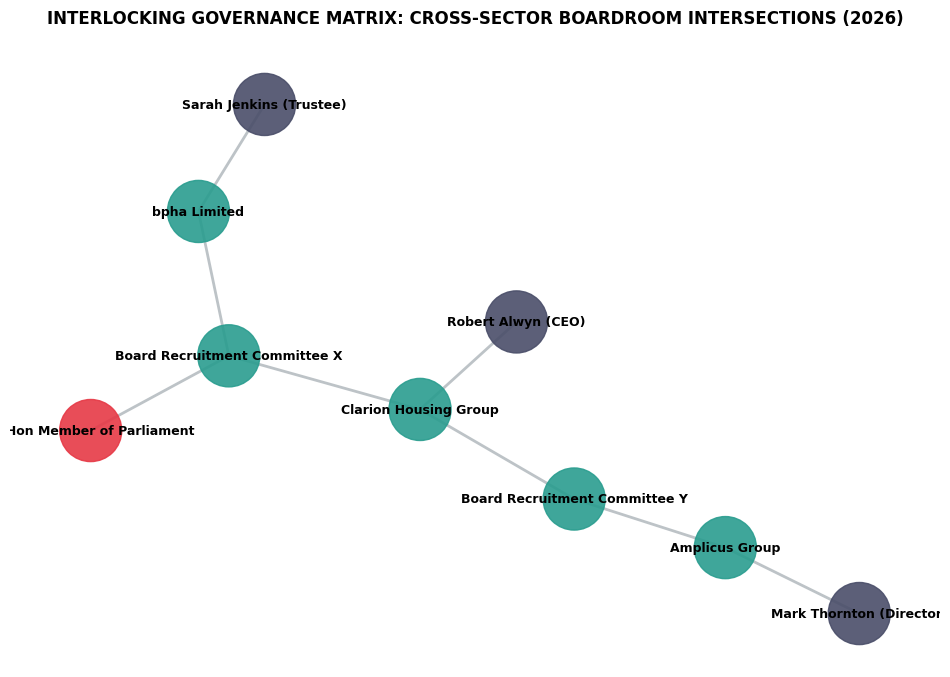 INTERLOCKING GOVERNANCE MATRIX: CROSS-SECTOR BOARDROOM INTERSECTIONS (2026)
Sarah Jenkins (Trustee)
bpha Limited
Robert Alwyn (CEO)
Board Recruitment Committee X
Clarion Housing Group
Hon Member of Parliament
Board Recruitment Committee Y
Amplicus Group
Mark Thornton (Director